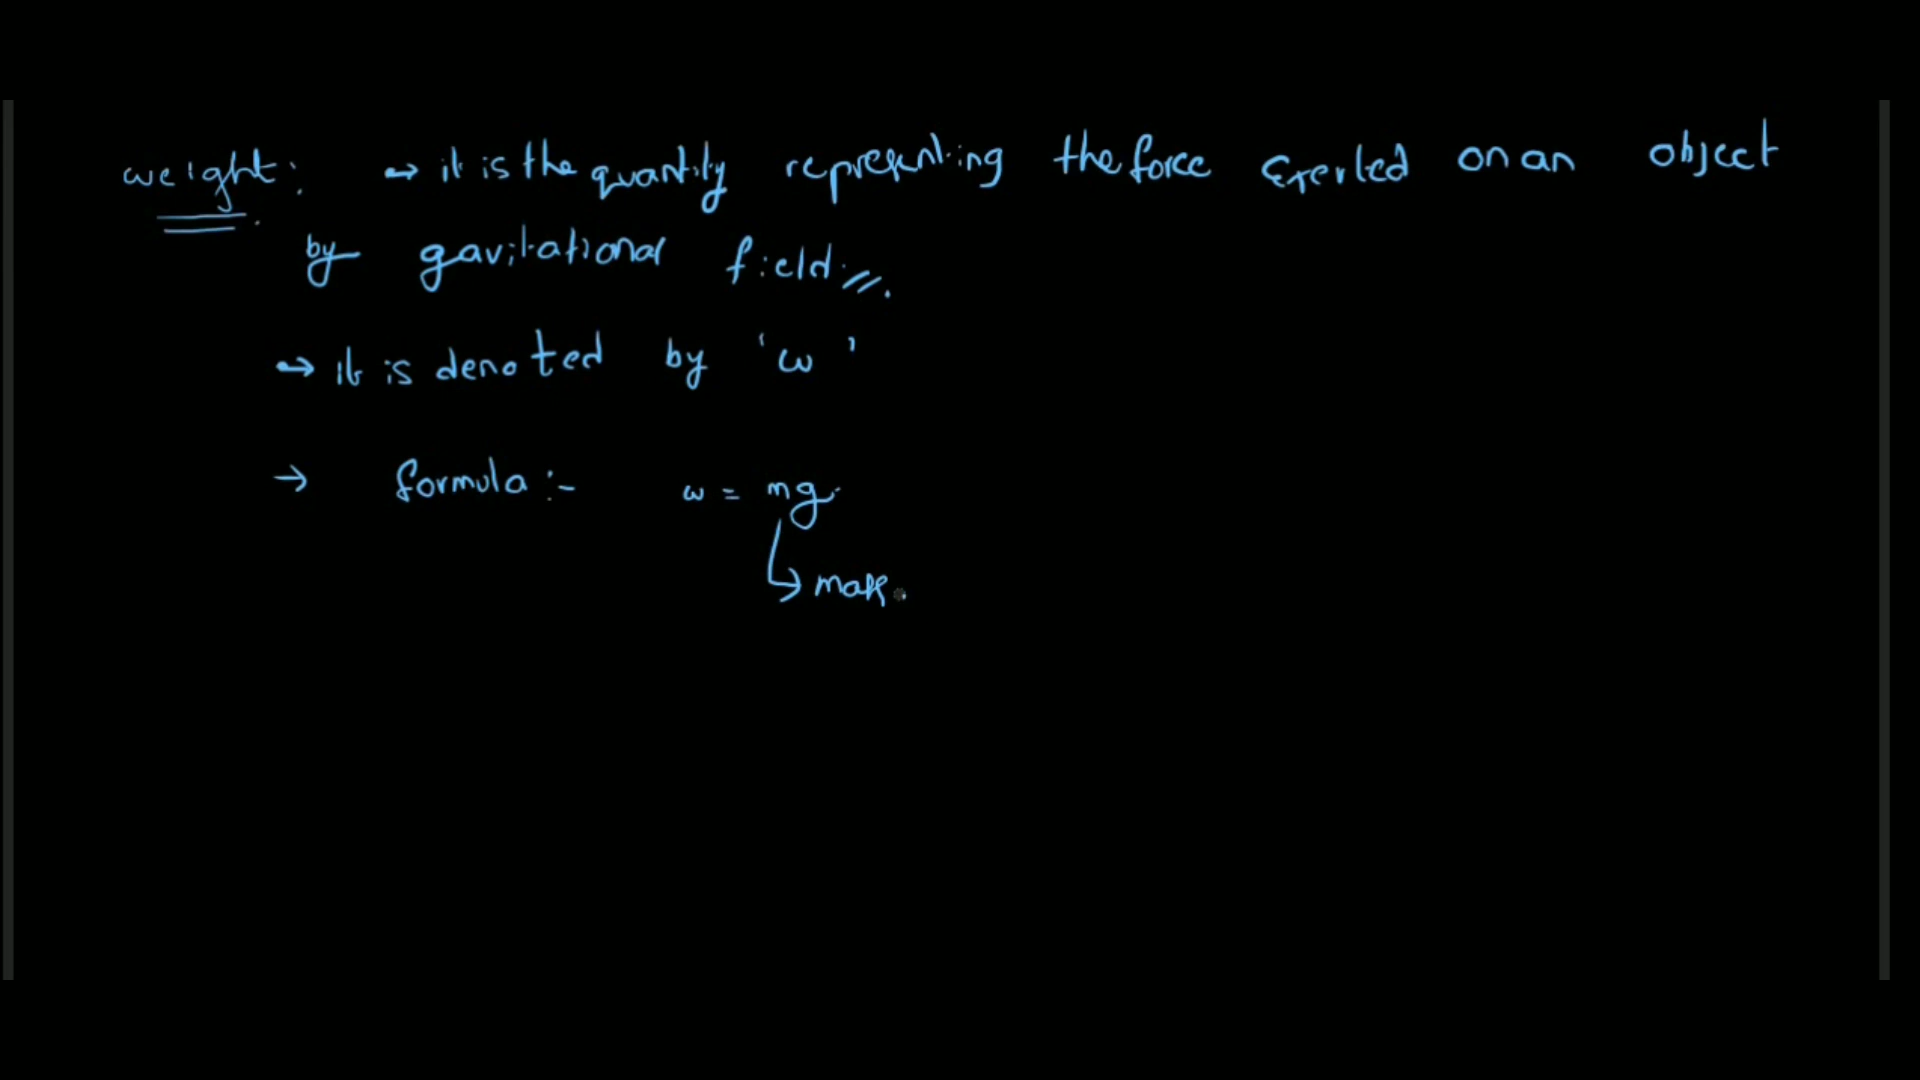 weight: → it is the quantity representing the force exerted on an object
by gavitational field.
→ it is denoted by 'w'
→ formula :- w = mg.
↳ mass.